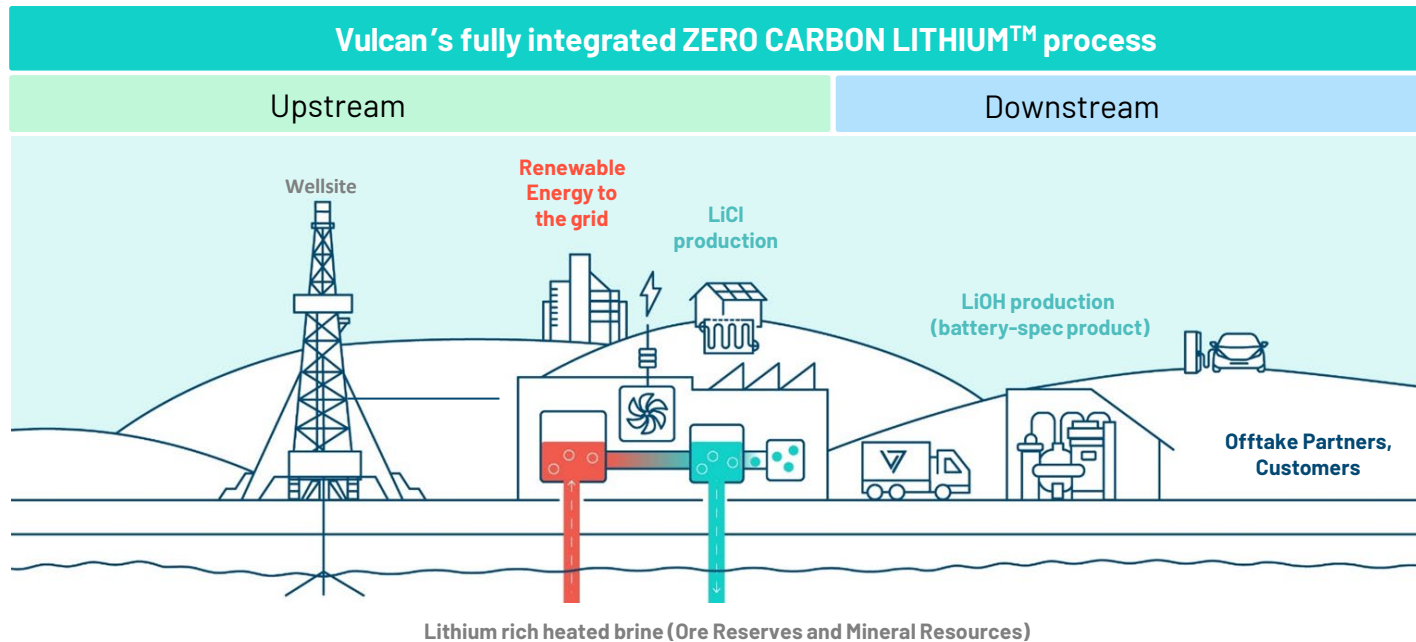 Vulcan's fully integrated ZERO CARBON LITHIUM™ process
Upstream
Downstream
Wellsite
Renewable
Energy to
the grid
LiCl
production
LiOH production
(battery-spec product)
Offtake Partners,
Customers
Lithium rich heated brine (Ore Reserves and Mineral Resources)